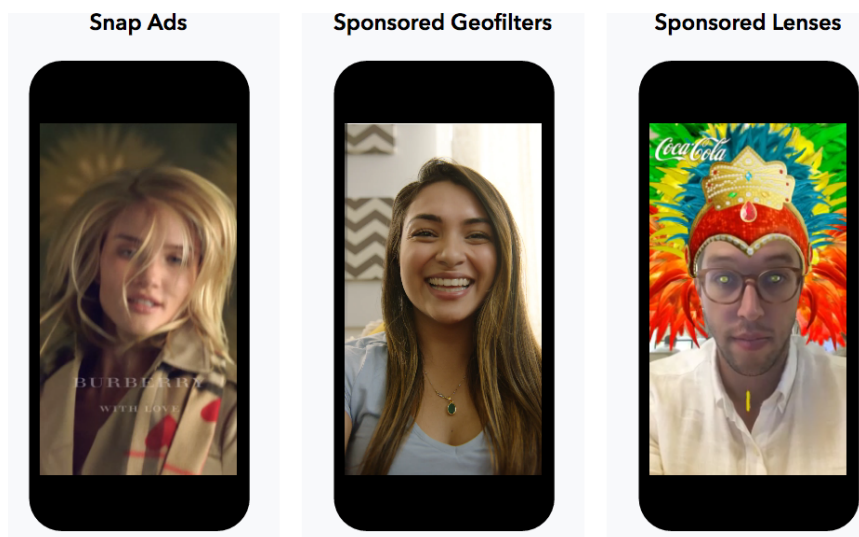 Snap Ads
Sponsored Geofilters
Sponsored Lenses
BURBERRY
WITH LOVE
Coca-Cola